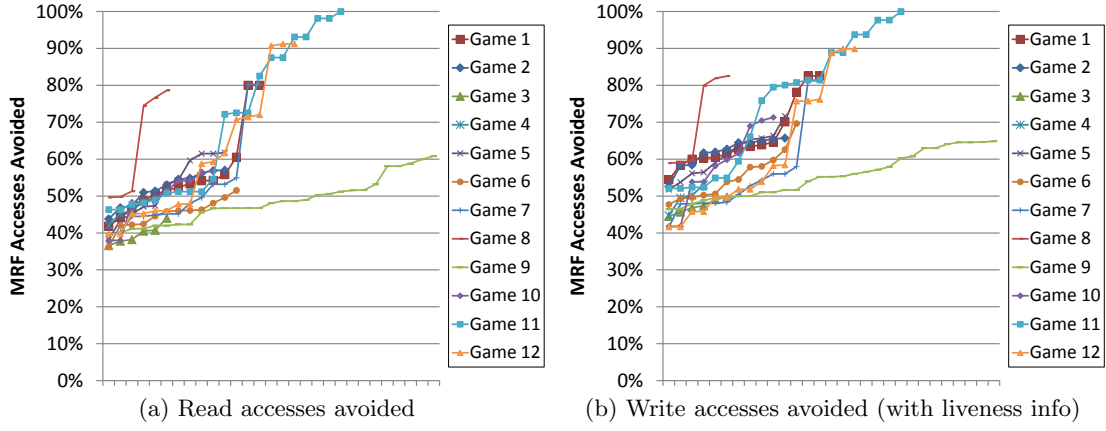 MRF Accesses Avoided
100%
90%
80%
70%
60%
50%
40%
30%
20%
10%
0%
Game 1
Game 2
Game 3
Game 4
Game 5
Game 6
Game 7
Game 8
Game 9
Game 10
Game 11
Game 12
(a) Read accesses avoided
MRF Accesses Avoided
100%
90%
80%
70%
60%
50%
40%
30%
20%
10%
0%
Game 1
Game 2
Game 3
Game 4
Game 5
Game 6
Game 7
Game 8
Game 9
Game 10
Game 11
Game 12
(b) Write accesses avoided (with liveness info)